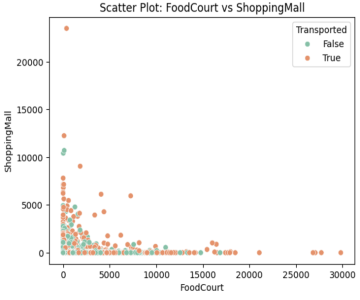 Scatter Plot: FoodCourt vs ShoppingMall
Transported
False
True
20000
15000
10000
5000
0
ShoppingMall
0 5000 10000 15000 20000 25000 30000
FoodCourt